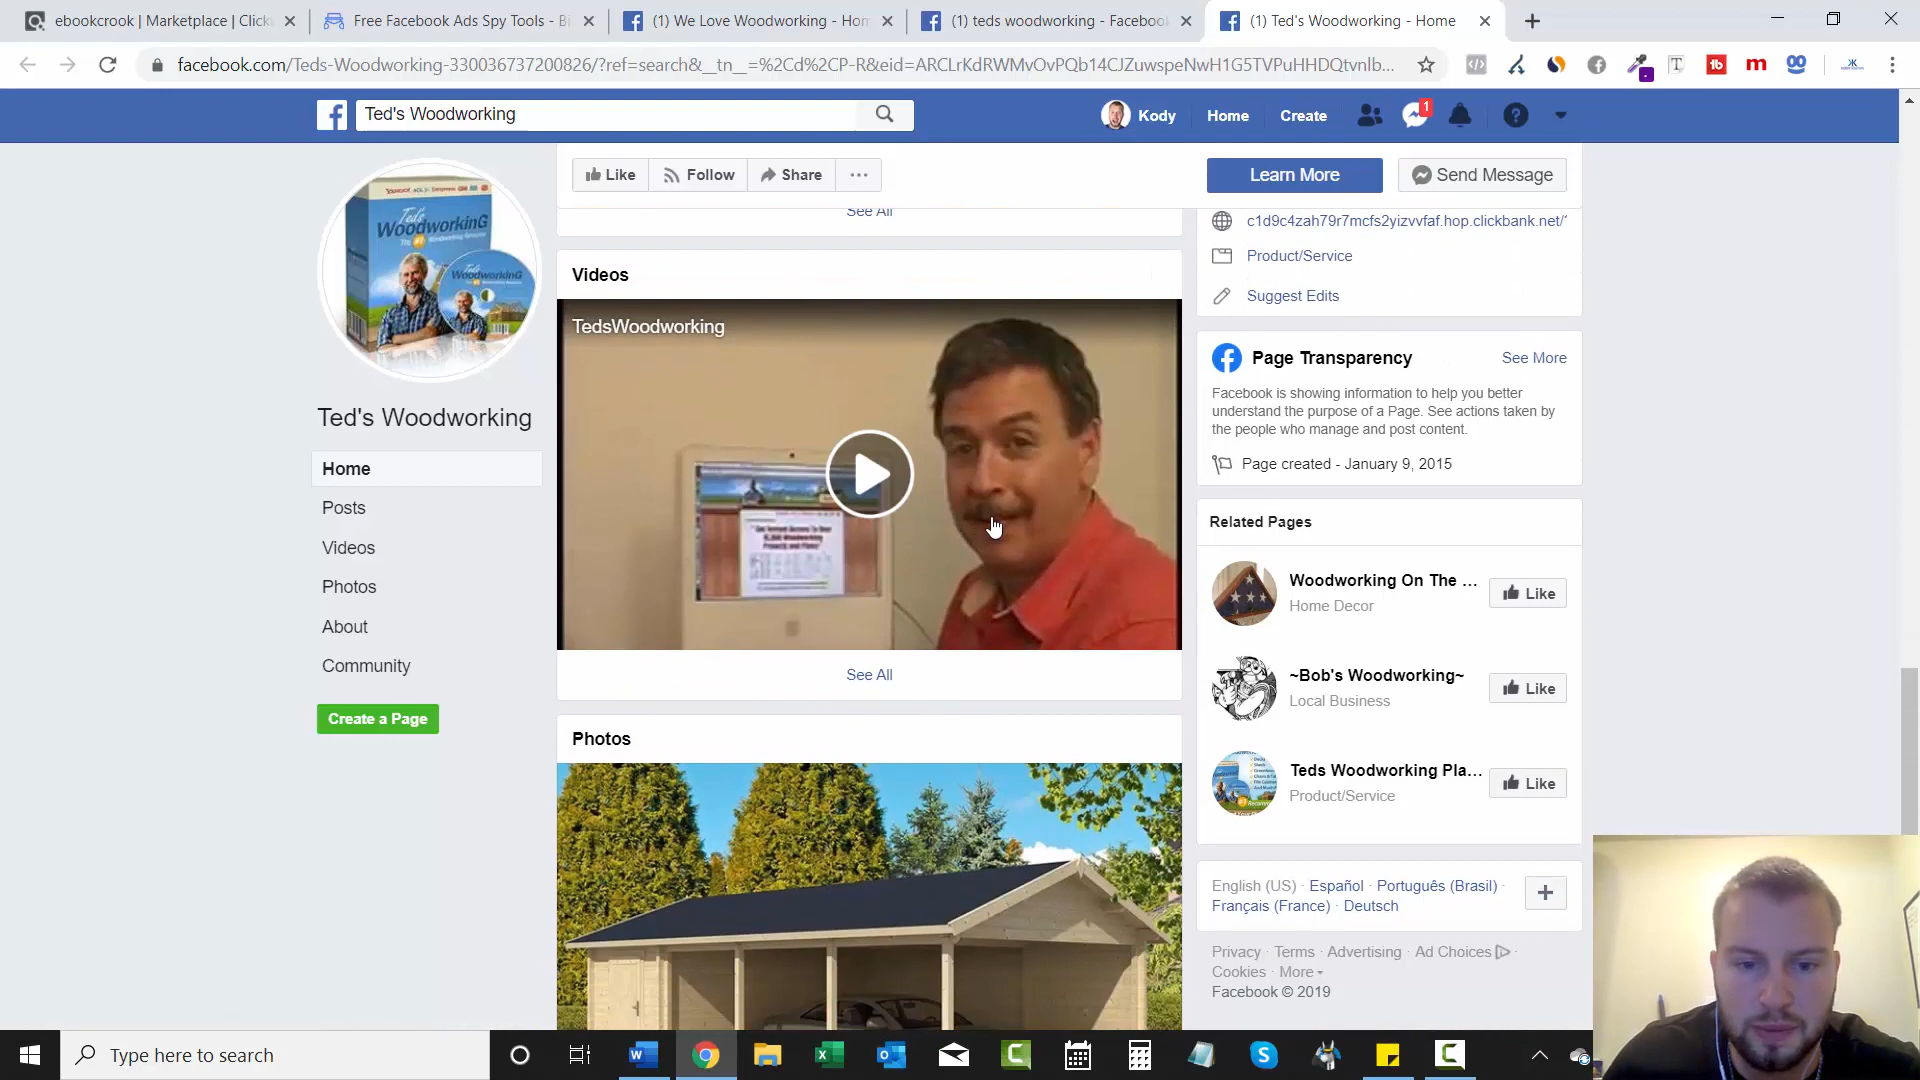 ebookcrook | Marketplace | Click
Free Facebook Ads Spy Tools - Bi
(1) We Love Woodworking - Hom
(1) teds woodworking - Facebook
(1) Ted's Woodworking - Home
facebook.com/Teds-Woodworking-330036737200826/?ref=search&__tn__=%2Cd%2CP-R&eid=ARCLrKdRWMvOvPQb14CJZuwspeNwH1G5TVPuHHDQtvnlb...
Ted's Woodworking
Kody
Home
Create
1
Like
Follow
Share
Learn More
Send Message
See All
c1d9c4zah79r7mcfs2yizvvfaf.hop.clickbank.net/?
Product/Service
Suggest Edits
Ted's
WoodworkinG
WoodworkinG
Ted's Woodworking
Home
Posts
Videos
Photos
About
Community
Create a Page
Videos
TedsWoodworking
See All
Photos
Page Transparency
See More
Facebook is showing information to help you better
understand the purpose of a Page. See actions taken by
the people who manage and post content.
Page created - January 9, 2015
Related Pages
Woodworking On The ...
Home Decor
Like
~Bob's Woodworking~
Local Business
Like
Teds Woodworking Pla...
Product/Service
Like
English (US) · Español · Português (Brasil) ·
Français (France) · Deutsch
Privacy · Terms · Advertising · Ad Choices ·
Cookies · More
Facebook © 2019
Type here to search